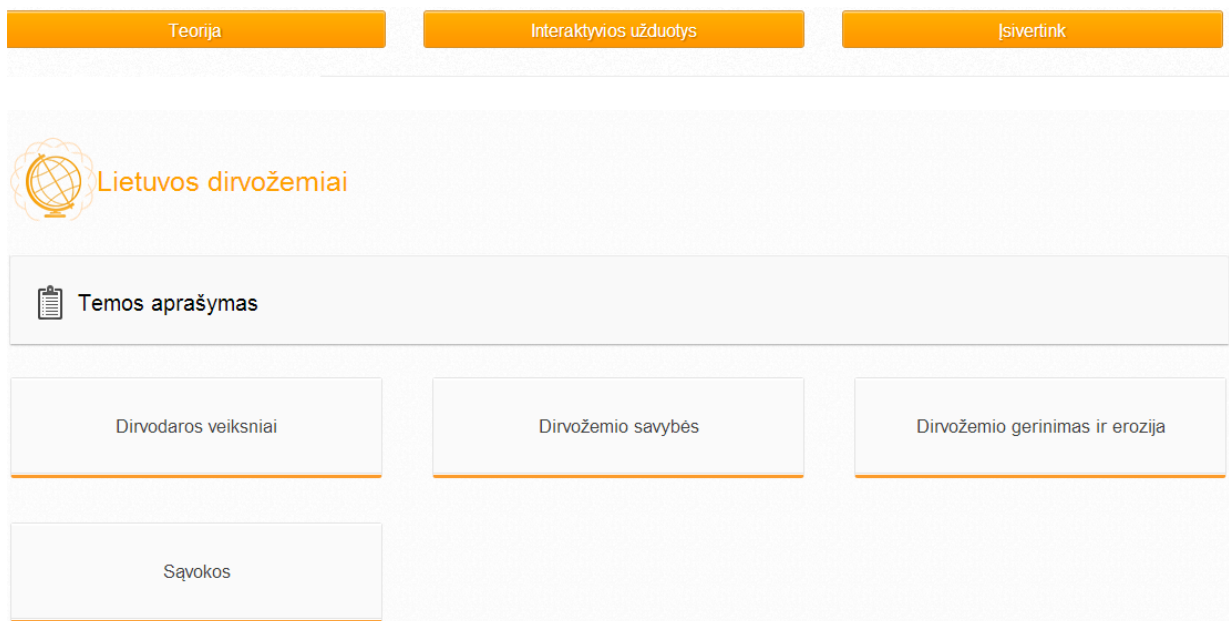 Teorija
Interaktyvios užduotys
Įsivertink
Lietuvos dirvožemiai
Temos aprašymas
Dirvodaros veiksniai
Dirvožemio savybės
Dirvožemio gerinimas ir erozija
Sąvokos